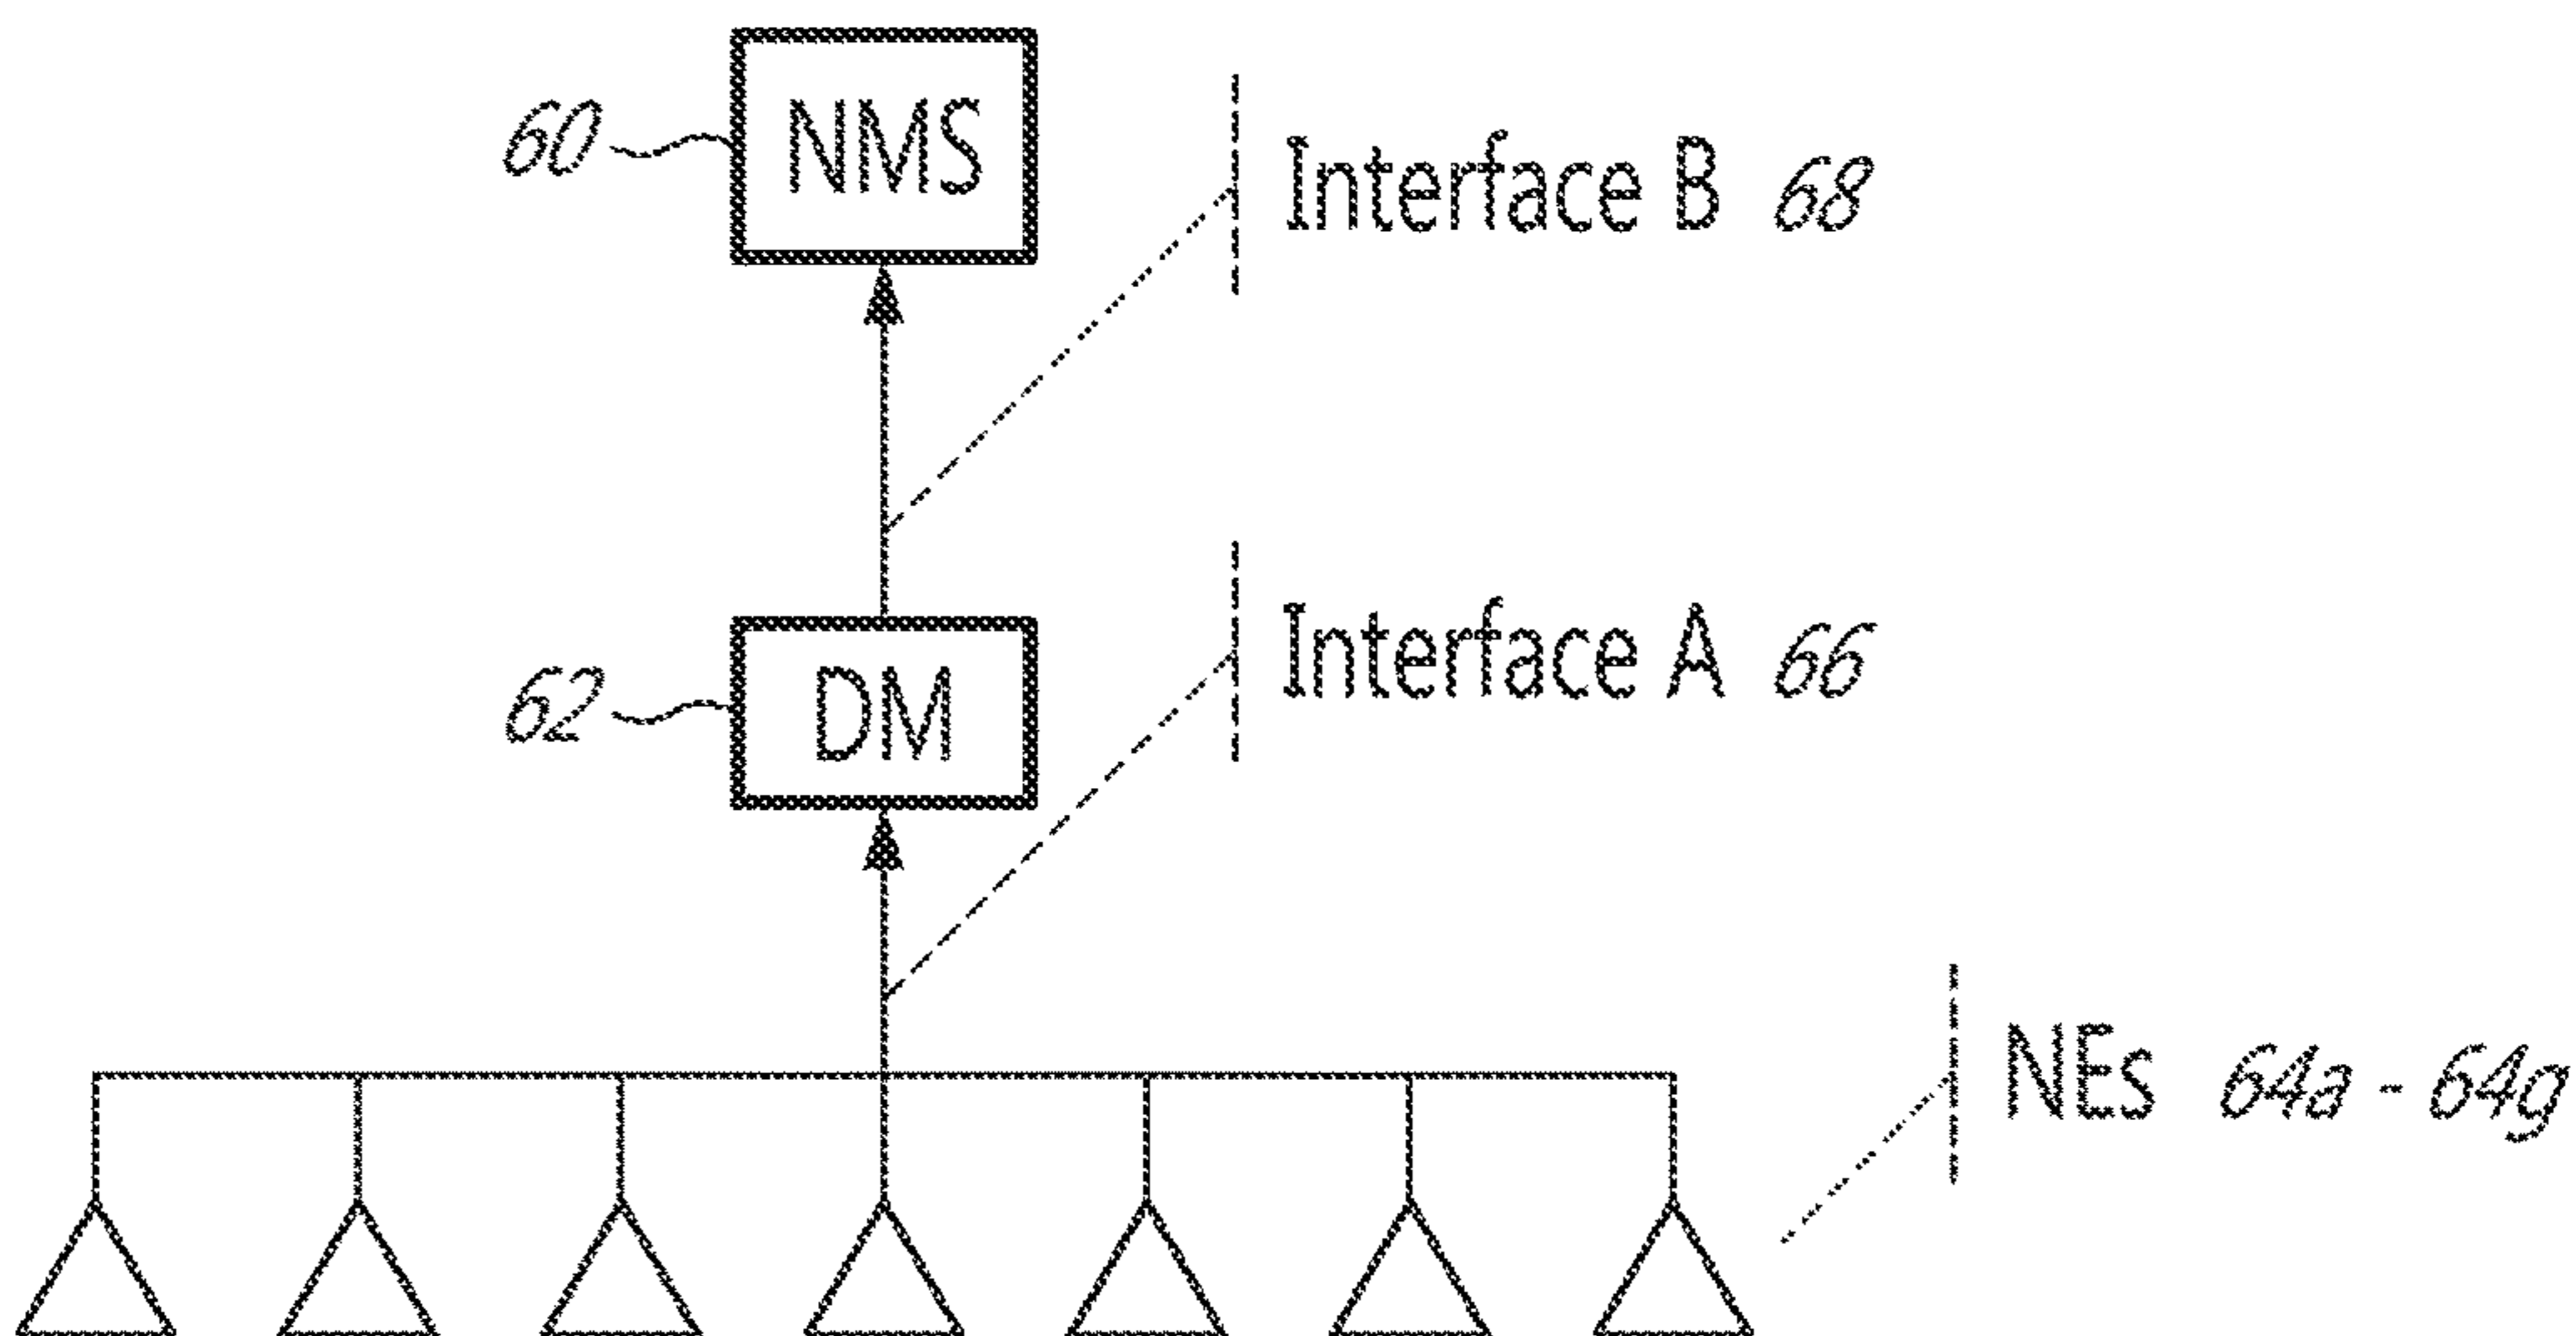 60
NMS
Interface B 68
62
DM
Interface A 66
NEs 64a - 64g